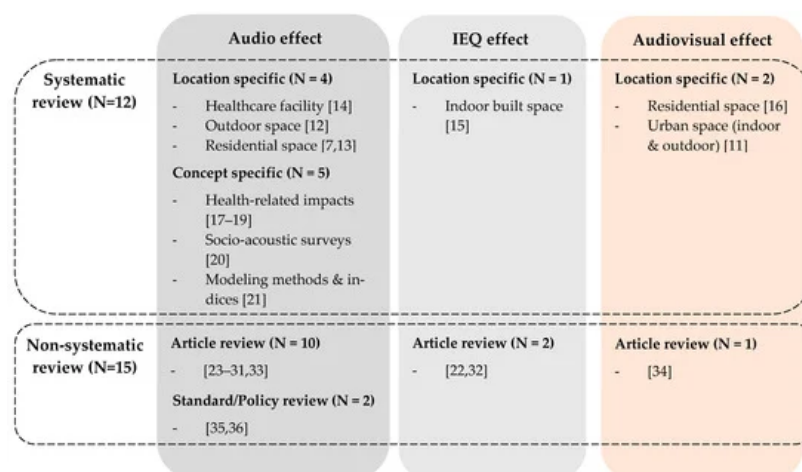 Audio effect
IEQ effect
Audiovisual effect
Systematic
review (N=12)
Location specific (N = 4)
- Healthcare facility [14]
- Outdoor space [12]
- Residential space [7,13]
Concept specific (N = 5)
- Health-related impacts
[17–19]
- Socio-acoustic surveys
[20]
- Modeling methods & in-
dices [21]
Location specific (N = 1)
- Indoor built space
[15]
Location specific (N = 2)
- Residential space [16]
- Urban space (indoor
& outdoor) [11]
Non-systematic
review (N=15)
Article review (N = 10)
- [23–31,33]
Standard/Policy review (N = 2)
- [35,36]
Article review (N = 2)
- [22,32]
Article review (N = 1)
- [34]